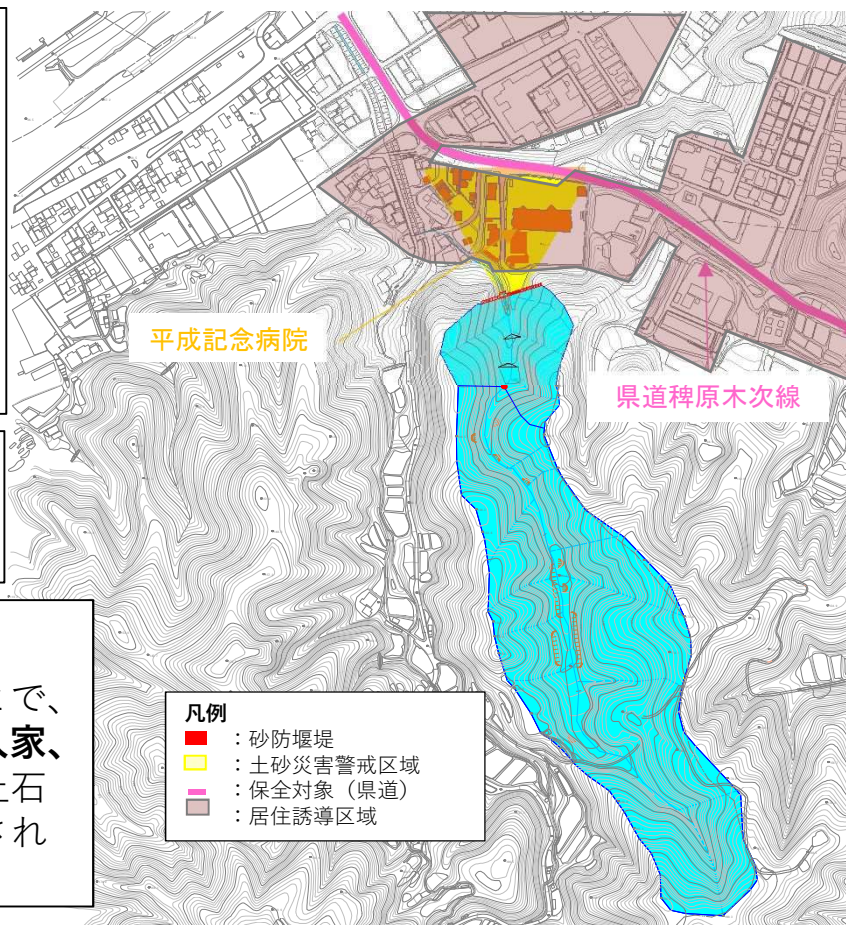 平成記念病院
県道稗原木次線
凡例
：砂防堰堤
：土砂災害警戒区域
：保全対象（県道）
：居住誘導区域
で、
人家、
土石
され